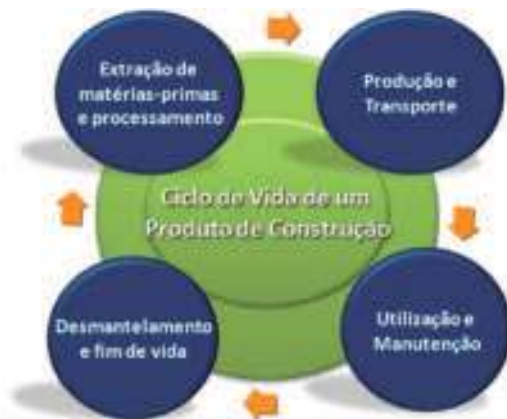 Extração de
matérias-primas
e processamento
Produção e
Transporte
Ciclo de Vida de um
Produto de Construção
Desmantelamento
e fim de vida
Utilização e
Manutenção